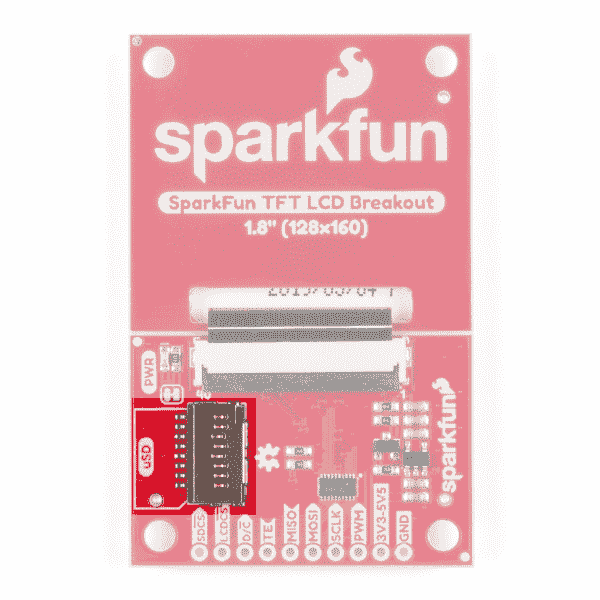 sparkfun
SparkFun TFT LCD Breakout
1.8" (128x160)
PWR
sparkfun
uSD
SDCS
LCDCS
D/C
TE
MISO
MOSI
SCLK
PWM
3V3-5V5
GND